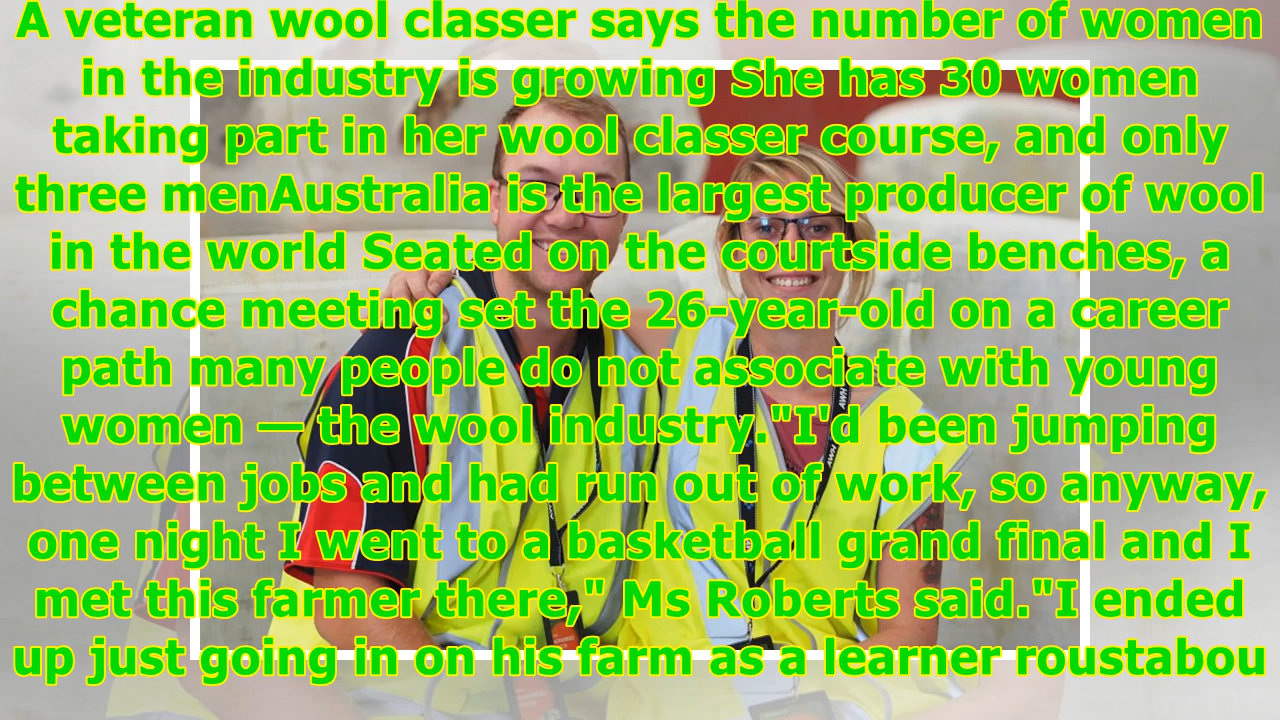 A veteran wool classer says the number of women
in the industry is growing She has 30 women
taking part in her wool classer course, and only
three menAustralia is the largest producer of wool
in the world Seated on the courtside benches, a
chance meeting set the 26-year-old on a career
path many people do not associate with young
women — the wool industry."I'd been jumping
between jobs and had run out of work, so anyway,
one night I went to a basketball grand final and I
met this farmer there," Ms Roberts said."I ended
up just going in on his farm as a learner roustabou
AWH
AWH